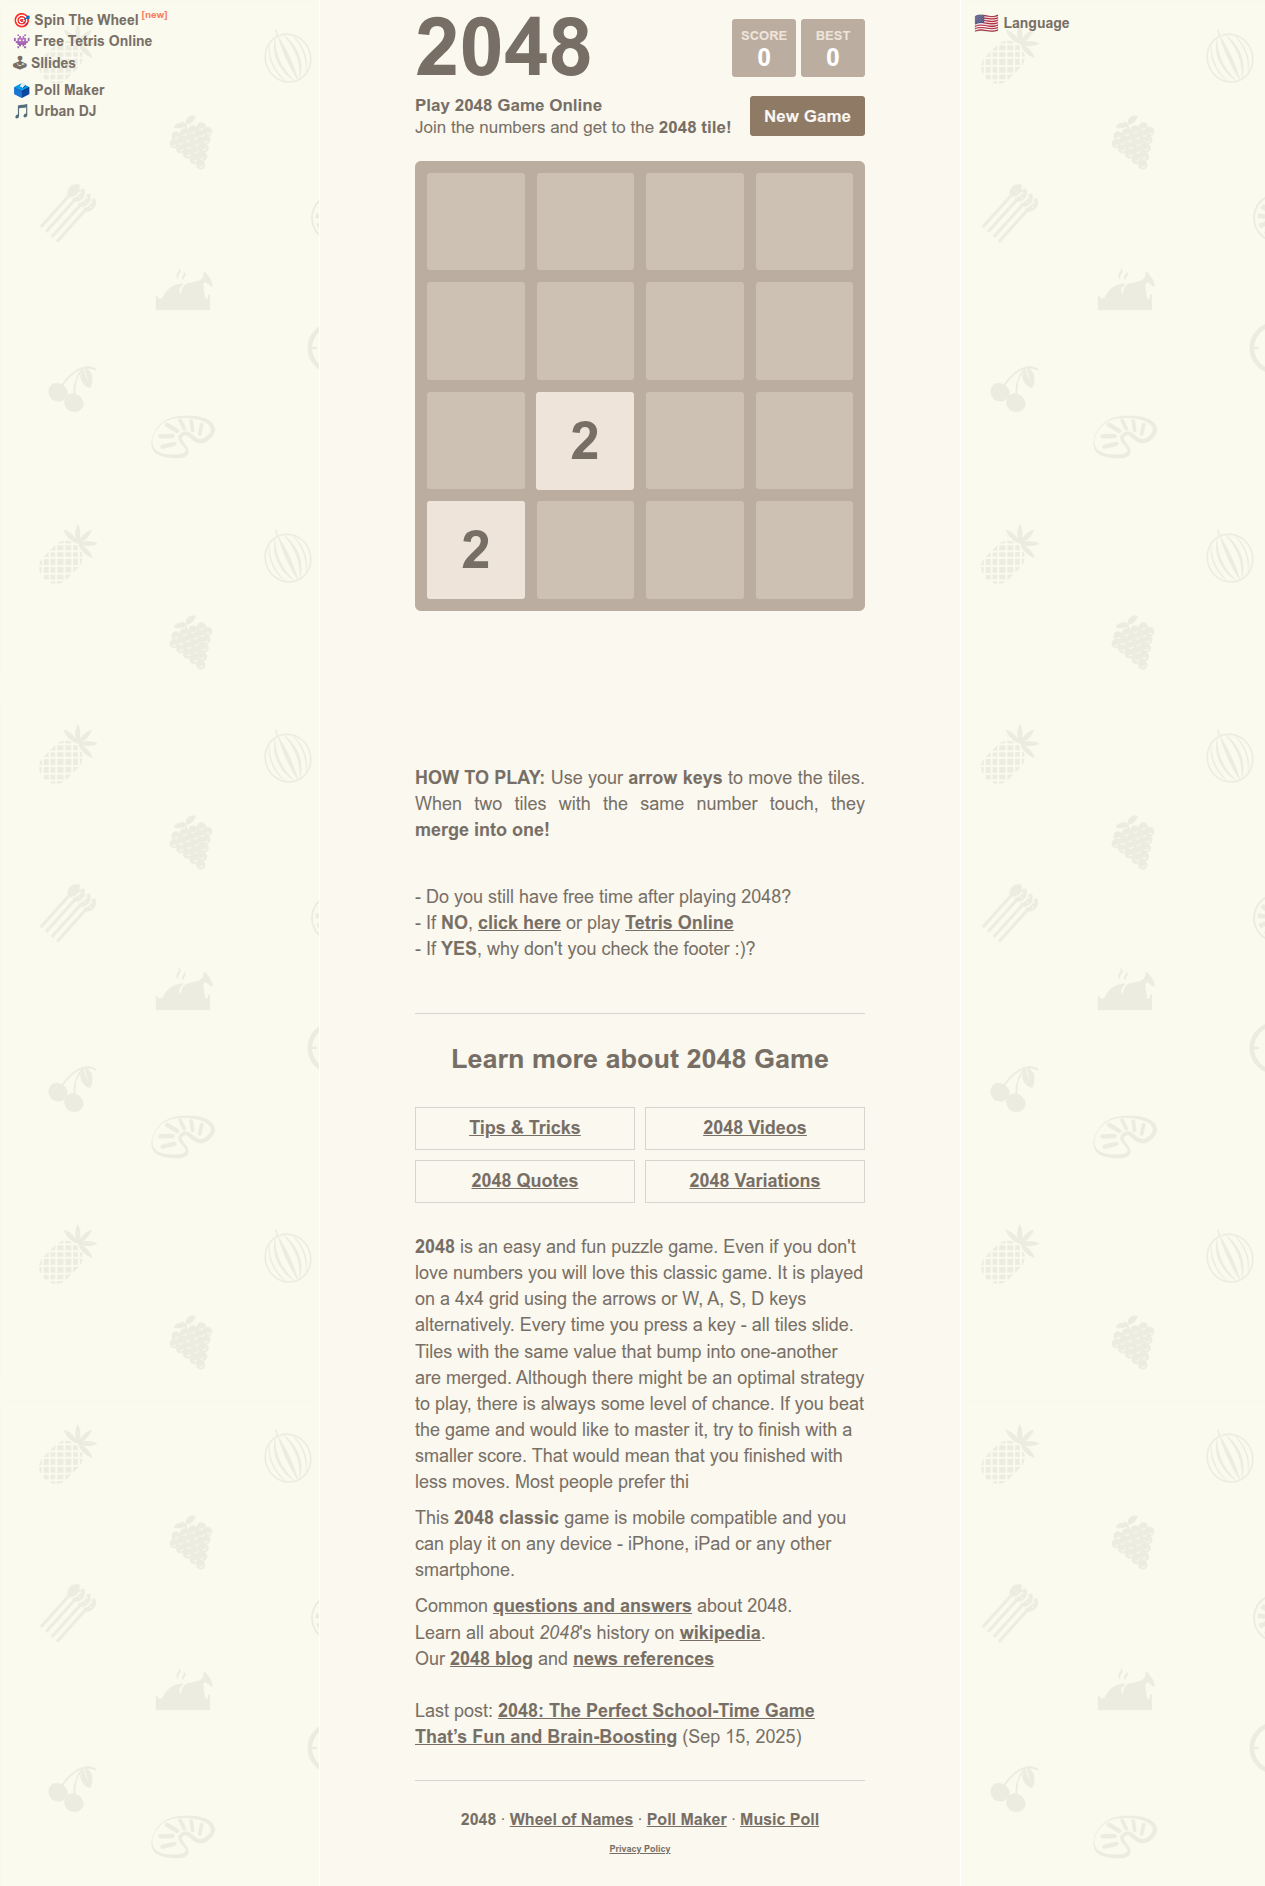 🎯 Spin The Wheel [new]
👾 Free Tetris Online
🕹 Sllides
🗳 Poll Maker
🎵 Urban DJ
🇺🇸 Language
2048
SCORE
0
BEST
0
Play 2048 Game Online
Join the numbers and get to the 2048 tile!
New Game
2
2
HOW TO PLAY: Use your arrow keys to move the tiles.
When two tiles with the same number touch, they
merge into one!
- Do you still have free time after playing 2048?
- If NO, click here or play Tetris Online
- If YES, why don't you check the footer :)?
Learn more about 2048 Game
Tips & Tricks
2048 Videos
2048 Quotes
2048 Variations
2048 is an easy and fun puzzle game. Even if you don't
love numbers you will love this classic game. It is played
on a 4x4 grid using the arrows or W, A, S, D keys
alternatively. Every time you press a key - all tiles slide.
Tiles with the same value that bump into one-another
are merged. Although there might be an optimal strategy
to play, there is always some level of chance. If you beat
the game and would like to master it, try to finish with a
smaller score. That would mean that you finished with
less moves. Most people prefer thi
This 2048 classic game is mobile compatible and you
can play it on any device - iPhone, iPad or any other
smartphone.
Common questions and answers about 2048.
Learn all about 2048's history on wikipedia.
Our 2048 blog and news references
Last post: 2048: The Perfect School-Time Game
That’s Fun and Brain-Boosting (Sep 15, 2025)
2048 · Wheel of Names · Poll Maker · Music Poll
Privacy Policy